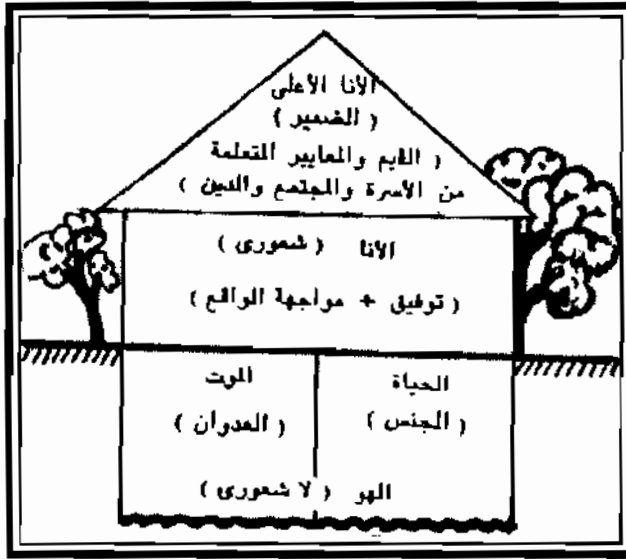 الأنا الأعلى
( الضمير )
( القيم والمعايير المتعلمة
من الأسرة والمجتمع والدين )
الأنا ( شعورى )
( توفيق + مواجهة الواقع )
الحياة الموت
( الجنس ) ( العدوان )
الهو ( لا شعورى )